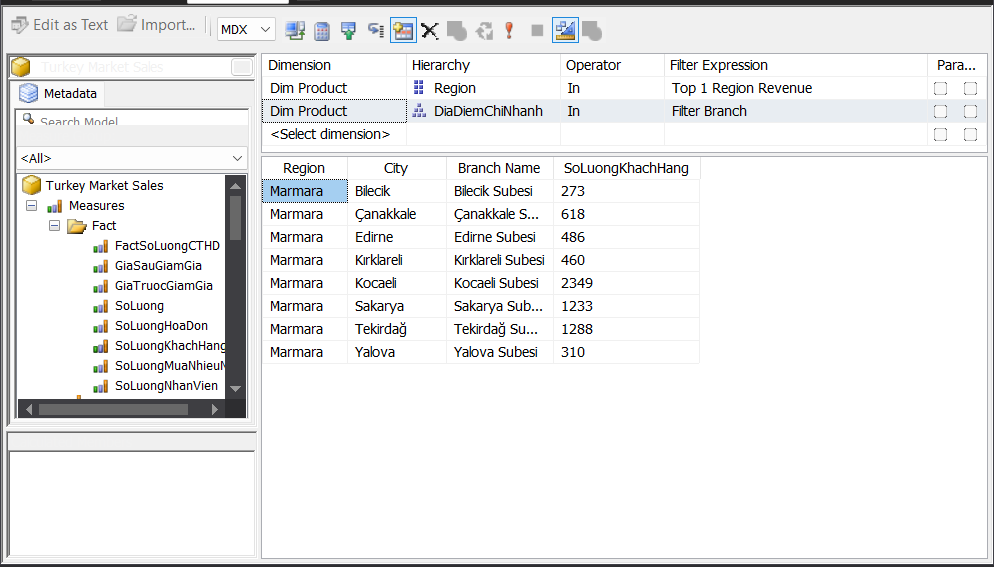 Edit as Text Import... MDX
Turkey Market Sales
Metadata
Search Model
<All>
Turkey Market Sales
Measures
Fact
FactSoLuongCTHD
GiaSauGiamGia
GiaTruocGiamGia
SoLuong
SoLuongHoaDon
SoLuongKhachHang
SoLuongMuaNhieuN
SoLuongNhanVien
Dimension Hierarchy Operator Filter Expression Para...
Dim Product Region In Top 1 Region Revenue
Dim Product DiaDiemChiNhanh In Filter Branch
<Select dimension>
Region City Branch Name SoLuongKhachHang
Marmara Bilecik Bilecik Subesi 273
Marmara Çanakkale Çanakkale S... 618
Marmara Edirne Edirne Subesi 486
Marmara Kırklareli Kırklareli Subesi 460
Marmara Kocaeli Kocaeli Subesi 2349
Marmara Sakarya Sakarya Sub... 1233
Marmara Tekirdağ Tekirdağ Su... 1288
Marmara Yalova Yalova Subesi 310